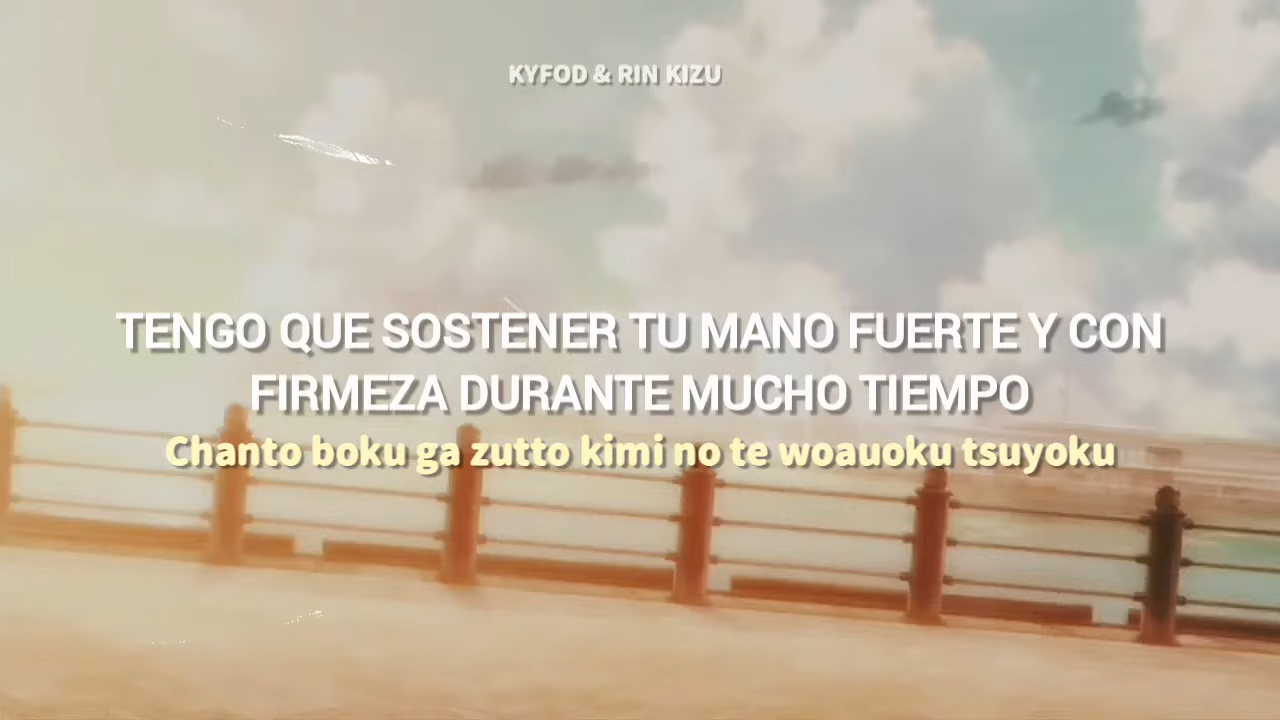 KYFOD & RIN KIZU
TENGO QUE SOSTENER TU MANO FUERTE Y CON
FIRMEZA DURANTE MUCHO TIEMPO
Chanto boku ga zutto kimi no te woauoku tsuyoku